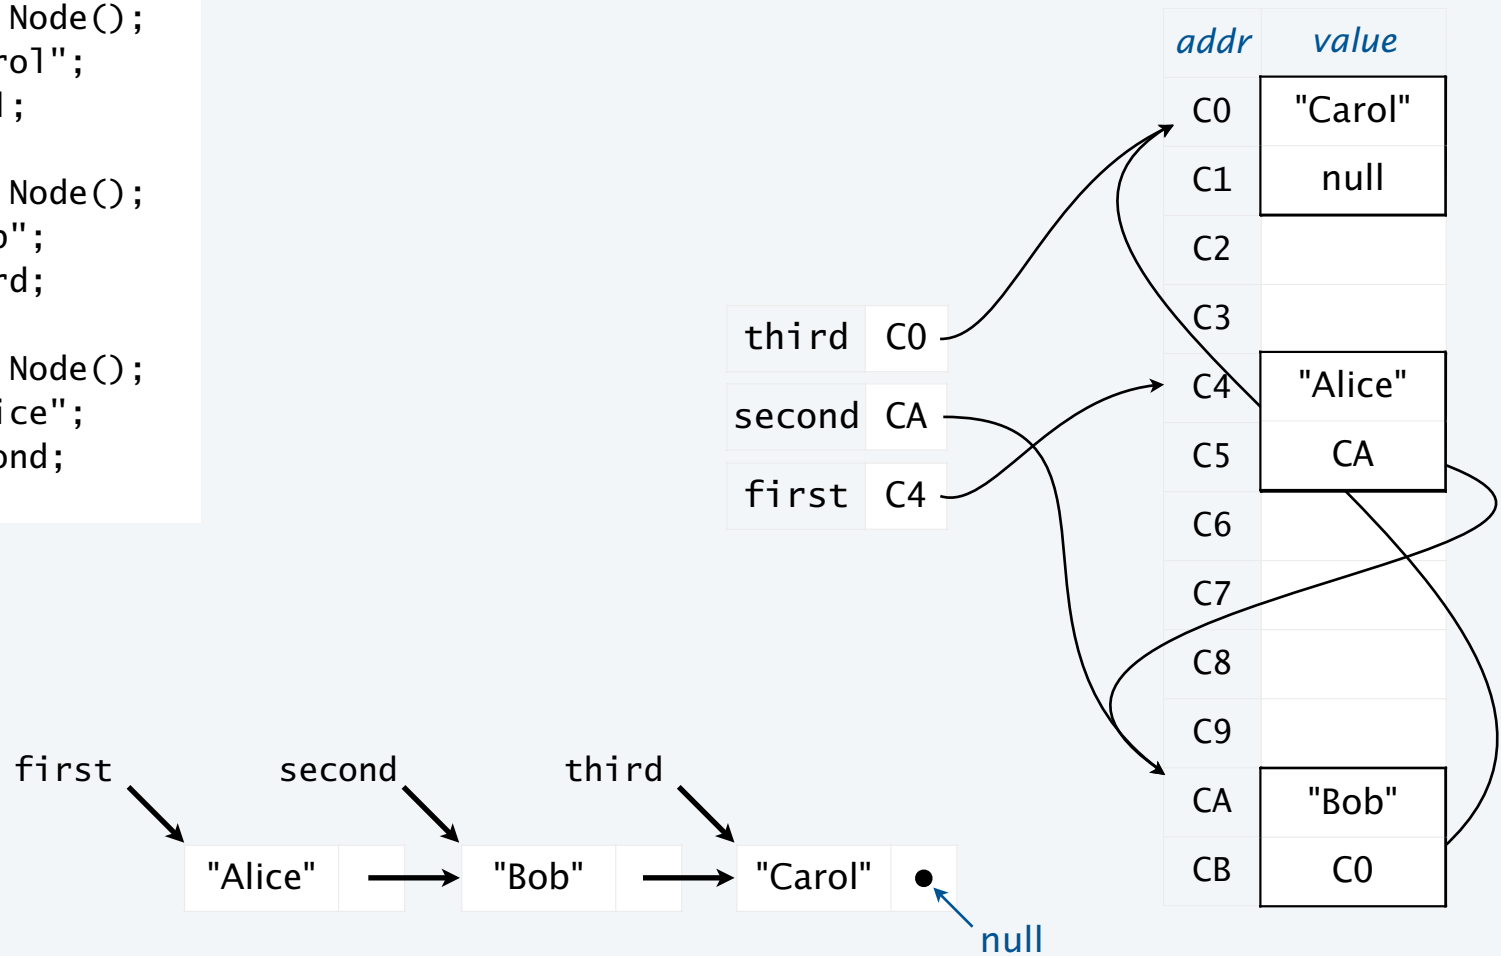 Node();
rol";
l;
Node();
b";
rd;
Node();
ice";
ond;
addr value
C0 "Carol"
C1 null
C2
C3
C4 "Alice"
C5 CA
C6
C7
C8
C9
CA "Bob"
CB C0
third C0
second CA
first C4
first second third
"Alice" "Bob" "Carol"
null